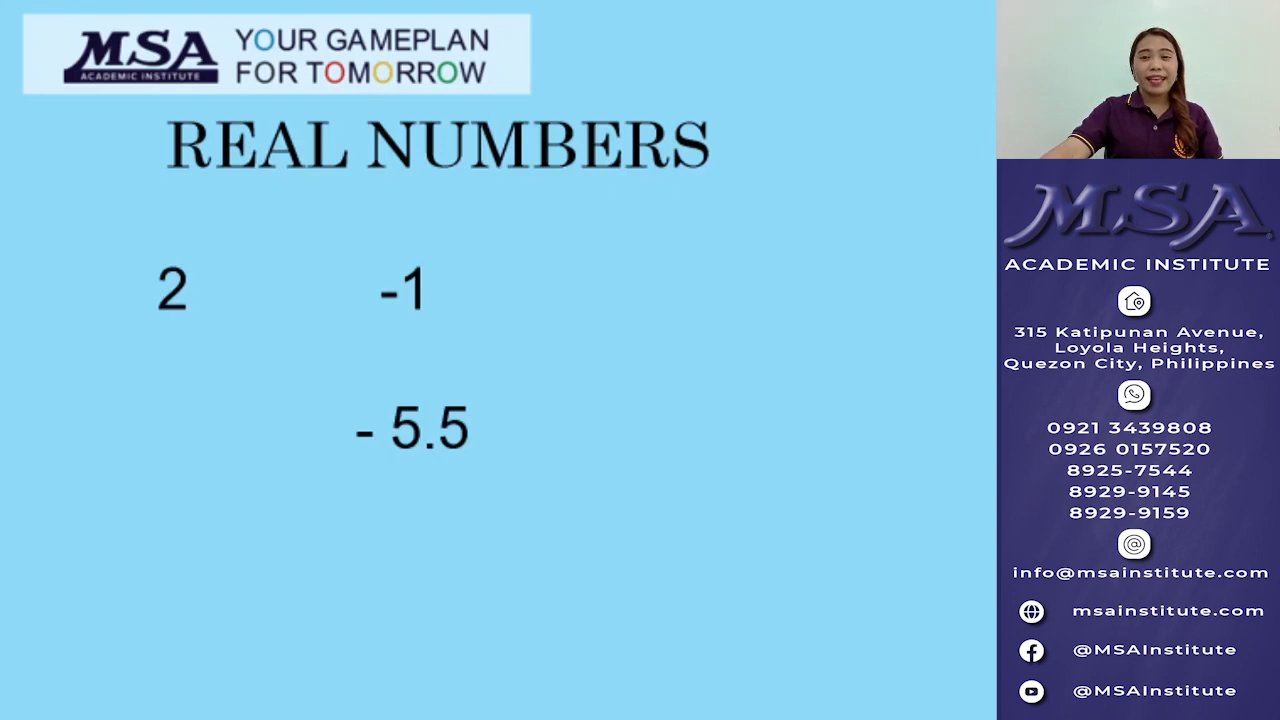 MSA
ACADEMIC INSTITUTE
YOUR GAMEPLAN
FOR TOMORROW
REAL NUMBERS
2 -1
- 5.5
MSA
ACADEMIC INSTITUTE
315 Katipunan Avenue,
Loyola Heights,
Quezon City, Philippines
0921 3439808
0926 0157520
8925-7544
8929-9145
8929-9159
info@msainstitute.com
msainstitute.com
@MSAInstitute
@MSAInstitute